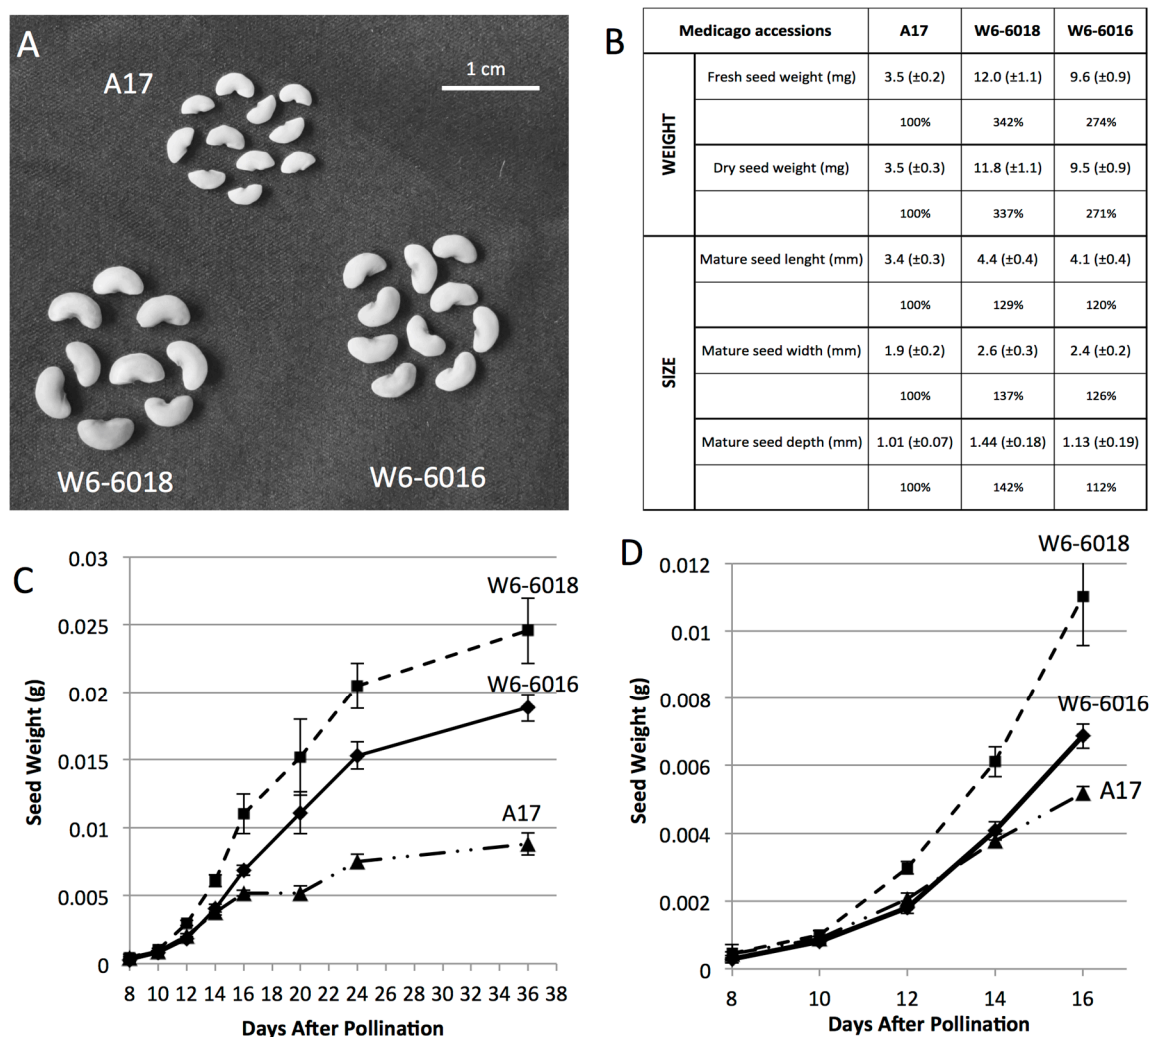 A
A17
1 cm
W6-6018
W6-6016
B
Medicago accessions A17 W6-6018 W6-6016
WEIGHT
Fresh seed weight (mg) 3.5 (±0.2) 12.0 (±1.1) 9.6 (±0.9)
100% 342% 274%
Dry seed weight (mg) 3.5 (±0.3) 11.8 (±1.1) 9.5 (±0.9)
100% 337% 271%
SIZE
Mature seed lenght (mm) 3.4 (±0.3) 4.4 (±0.4) 4.1 (±0.4)
100% 129% 120%
Mature seed width (mm) 1.9 (±0.2) 2.6 (±0.3) 2.4 (±0.2)
100% 137% 126%
Mature seed depth (mm) 1.01 (±0.07) 1.44 (±0.18) 1.13 (±0.19)
100% 142% 112%
C
Seed Weight (g)
0.03
0.025
0.02
0.015
0.01
0.005
0
W6-6018
W6-6016
A17
8 10 12 14 16 20 22 24 26 28 30 32 34 36 38
Days After Pollination
D
Seed Weight (g)
0.012
0.01
0.008
0.006
0.004
0.002
0
W6-6018
W6-6016
A17
8 10 12 14 16
Days After Pollination